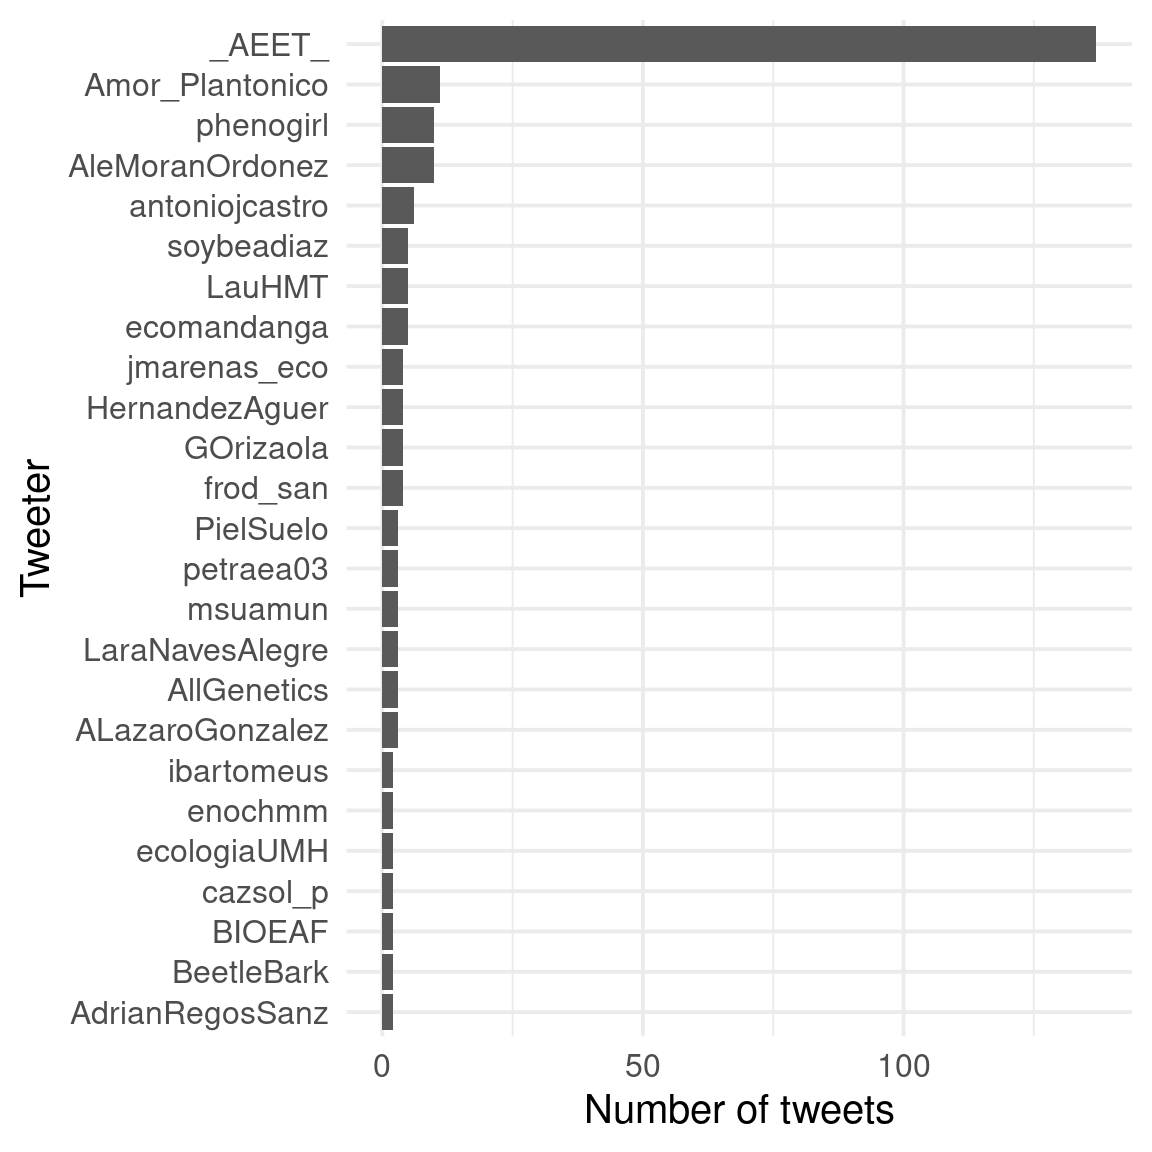 _AEET_
Amor_Plantonico
phenogirl
AleMoranOrdonez
antoniojcastro
soybeadiaz
LauHMT
ecomandanga
jmarenas_eco
HernandezAguer
GOrizaola
frod_san
PielSuelo
petraea03
msuamun
LaraNavesAlegre
AllGenetics
ALazaroGonzalez
ibartomeus
enochmm
ecologiaUMH
cazsol_p
BIOEAF
BeetleBark
AdrianRegosSanz
Tweeter
0 50 100
Number of tweets